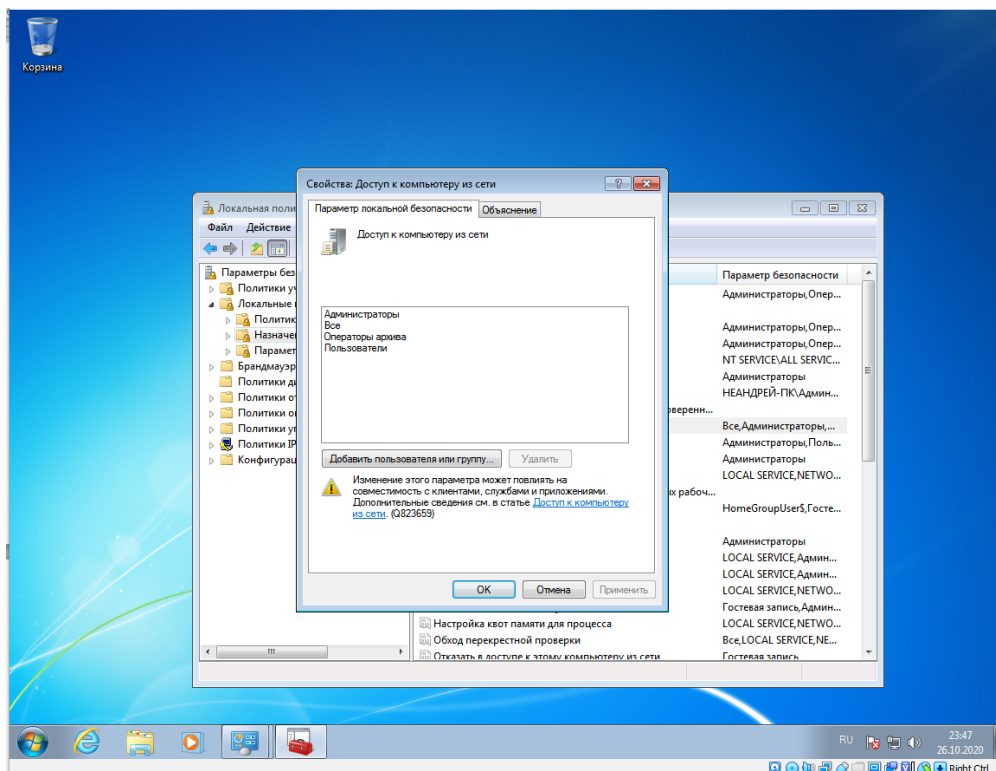 Корзина
Свойства: Доступ к компьютеру из сети
Параметр локальной безопасности
Объяснение
Доступ к компьютеру из сети
Администраторы
Все
Операторы архива
Пользователи
Добавить пользователя или группу...
Удалить
Изменение этого параметра может повлиять на
совместимость с клиентами, службами и приложениями.
Дополнительные сведения см. в статье Доступ к компьютеру
из сети. (Q823659)
OK
Отмена
Применить
Локальная поли
Файл Действие
Параметры без
Политики уч
Локальные
Политик
Назначе
Парамет
Брандмауэр
Политики д
Политики о
Политики о
Политики у
Политики IP
Конфигурац
Параметр безопасности
Администраторы,Опер...
Администраторы,Опер...
Администраторы,Опер...
NT SERVICE\ALL SERVIC...
Администраторы
НЕАНДРЕЙ-ПК\Админ...
веренн...
Все,Администраторы,...
Администраторы,Поль...
Администраторы
LOCAL SERVICE,NETWO...
х рабоч...
HomeGroupUser$,Госте...
Администраторы
LOCAL SERVICE,Админ...
LOCAL SERVICE,Админ...
LOCAL SERVICE,NETWO...
Гостевая запись,Админ...
Настройка квот памяти для процесса
LOCAL SERVICE,NETWO...
Обход перекрестной проверки
Все,LOCAL SERVICE,NE...
Отказать в доступе к этому компьютеру из сети
Гостевая запись
RU
23:47
26.10.2020
Right Ctrl